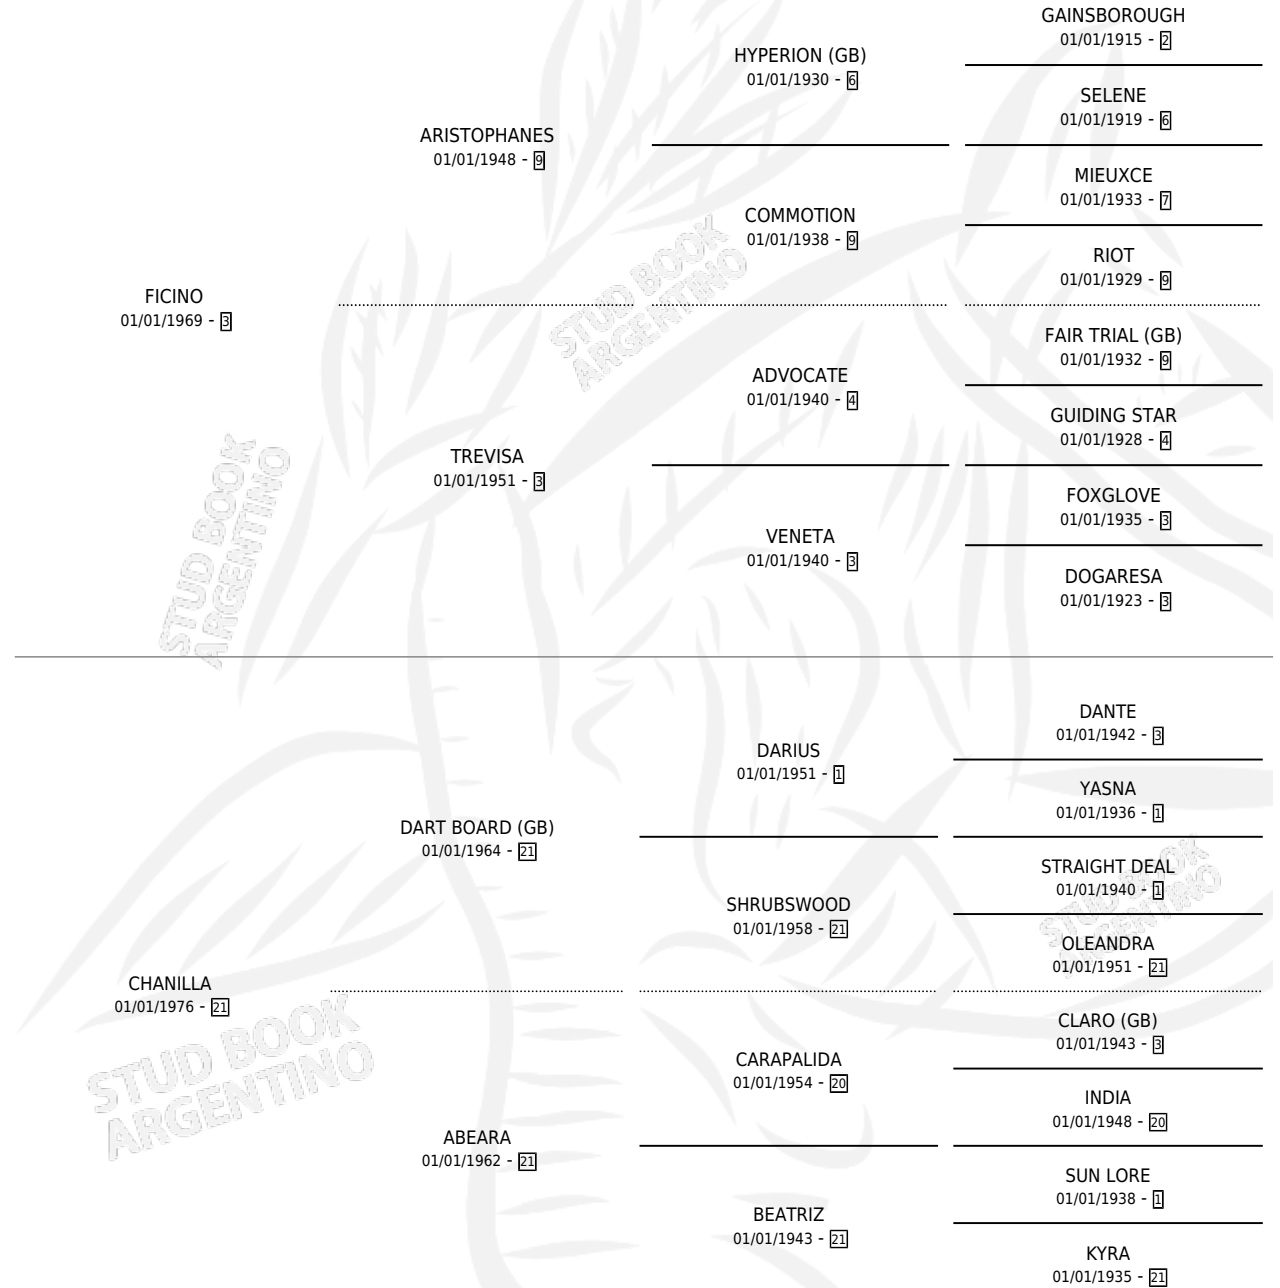 GAINSBOROUGH
01/01/1915 - 2
HYPERION (GB)
01/01/1930 - 6
SELENE
01/01/1919 - 6
ARISTOPHANES
01/01/1948 - 9
MIEUXCE
01/01/1933 - 7
COMMOTION
01/01/1938 - 9
RIOT
01/01/1929 - 9
FICINO
01/01/1969 - 3
FAIR TRIAL (GB)
01/01/1932 - 9
ADVOCATE
01/01/1940 - 4
GUIDING STAR
01/01/1928 - 4
TREVISA
01/01/1951 - 3
FOXGLOVE
01/01/1935 - 3
VENETA
01/01/1940 - 3
DOGARESA
01/01/1923 - 3
STUD BOOK
ARGENTINO
STUD BOOK
ARGENTINO
DANTE
01/01/1942 - 3
DARIUS
01/01/1951 - 1
YASNA
01/01/1936 - 1
DART BOARD (GB)
01/01/1964 - 21
STRAIGHT DEAL
01/01/1940 - 1
SHRUBSWOOD
01/01/1958 - 21
OLEANDRA
01/01/1951 - 21
CHANILLA
01/01/1976 - 21
CLARO (GB)
01/01/1943 - 3
CARAPALIDA
01/01/1954 - 20
INDIA
01/01/1948 - 20
ABEARA
01/01/1962 - 21
SUN LORE
01/01/1938 - 1
BEATRIZ
01/01/1943 - 21
KYRA
01/01/1935 - 21
STUD BOOK
ARGENTINO
STUD BOOK
ARGENTINO